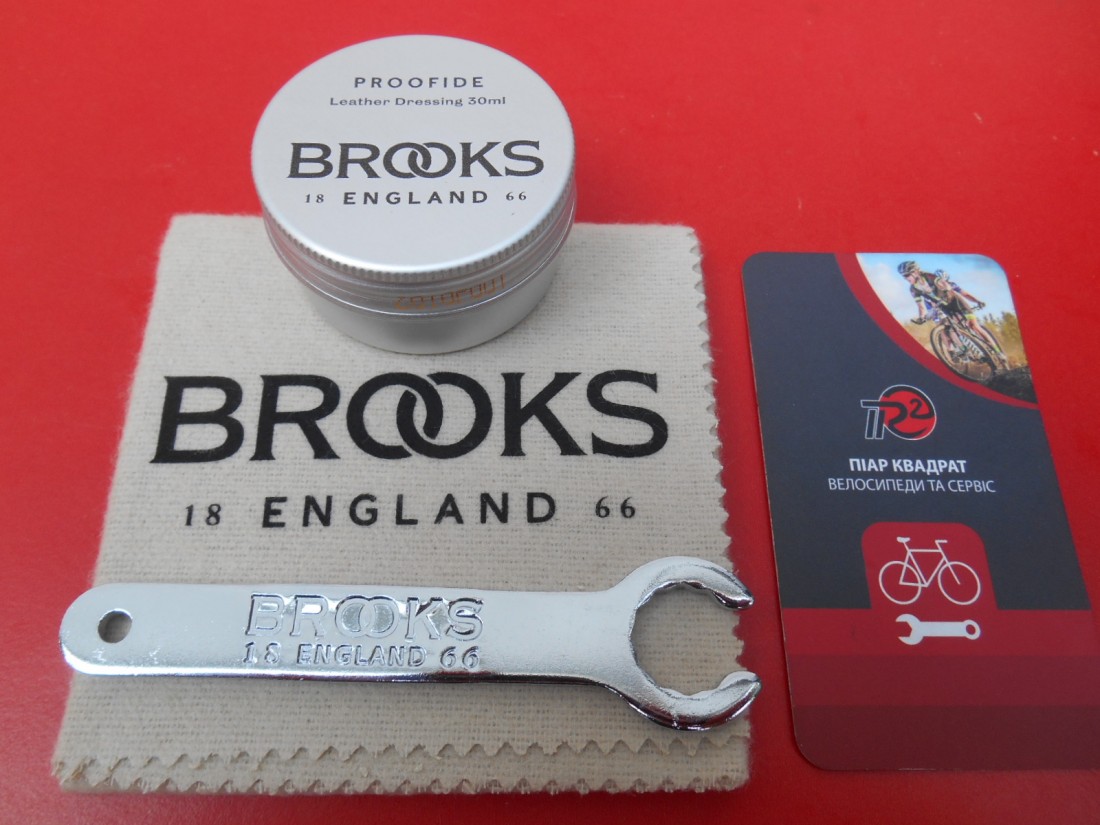 PROOFIDE
Leather Dressing 30ml
BROOKS
18 ENGLAND 66
BROOKS
18 ENGLAND 66
BROOKS
18 ENGLAND 66
ПІАР КВАДРАТ
ВЕЛОСИПЕДИ ТА СЕРВІС